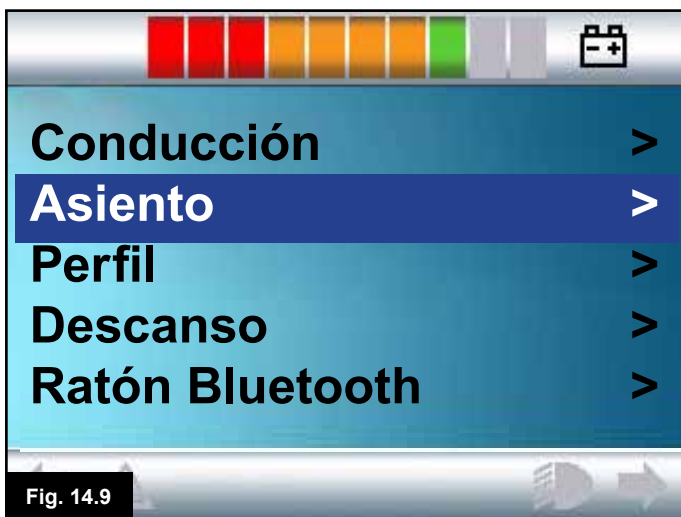 Conducción >
Asiento >
Perfil >
Descanso >
Ratón Bluetooth >
Fig. 14.9